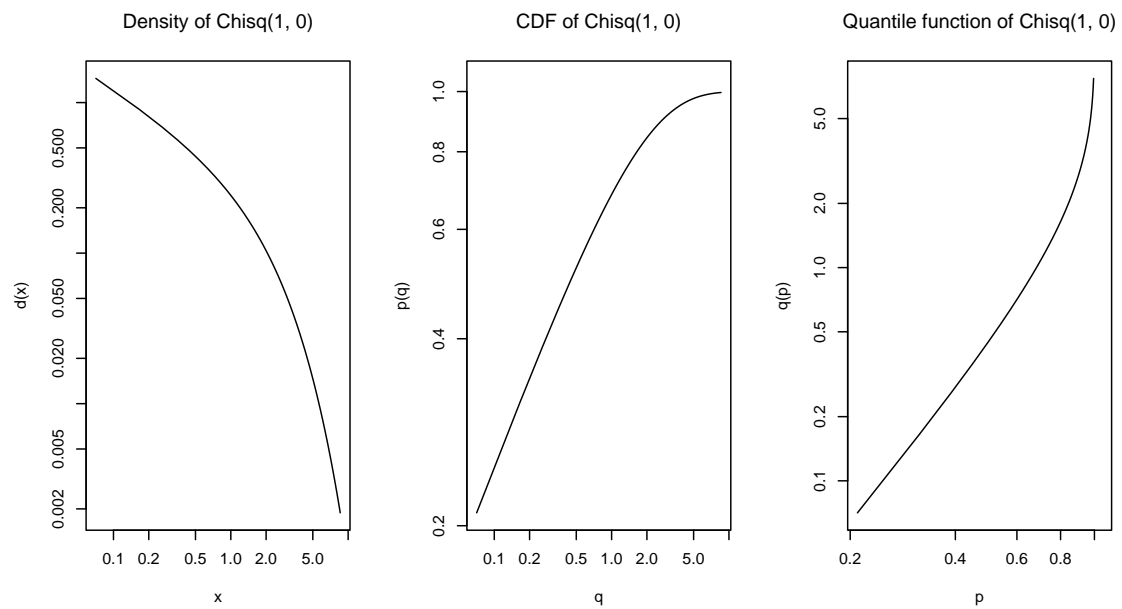 Density of Chisq(1, 0)
d(x)
0.500
0.200
0.050
0.020
0.005
0.002
0.1 0.2 0.5 1.0 2.0 5.0
x
CDF of Chisq(1, 0)
p(q)
1.0
0.8
0.6
0.4
0.2
0.1 0.2 0.5 1.0 2.0 5.0
q
Quantile function of Chisq(1, 0)
q(p)
5.0
2.0
1.0
0.5
0.2
0.1
0.2 0.4 0.6 0.8
p